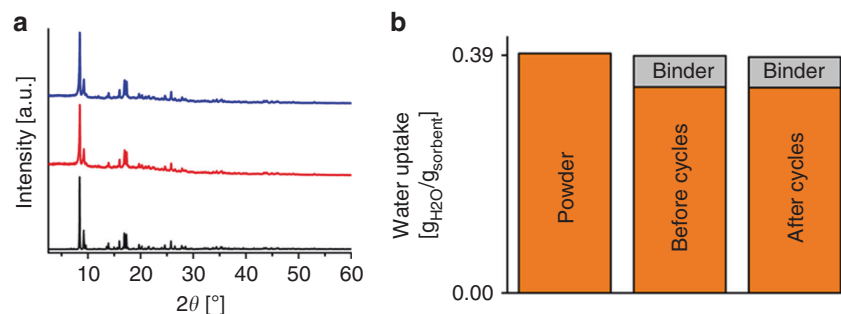 a
Intensity [a.u.]
10
20
30
40
50
60
2θ [°]
b
Water uptake
[gH2O/gsorbent]
0.39
0.00
Powder
Binder
Before cycles
Binder
After cycles